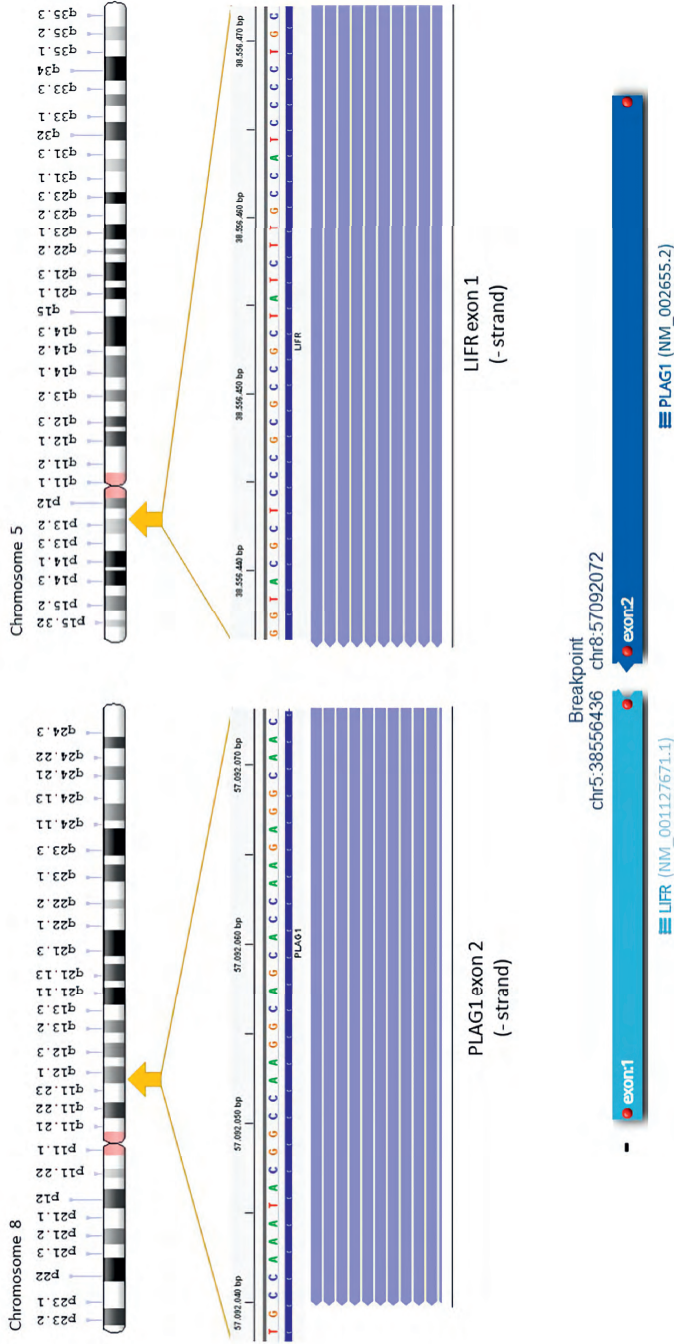 Chromosome 8
p23.2
p23.1
p22
p21.3
p21.2
p21.1
p12
p11.22
p11.1
q11.21
q11.22
q11.23
q12.1
q12.3
q13.2
q13.3
q21.11
q21.13
q21.3
q22.1
q22.2
q23.1
q23.3
q24.11
q24.13
q24.21
q24.22
q24.3
57.092.040 bp
57.092.050 bp
57.092.060 bp
57.092.070 bp
PLAG1
PLAG1 exon 2
(- strand)
Chromosome 5
p15.32
p15.2
p14.3
p14.1
p13.3
p13.2
p12
q11.1
q11.2
q12.1
q12.3
q13.2
q14.1
q14.2
q14.3
q15
q21.1
q21.3
q22.2
q23.1
q23.2
q23.3
q31.1
q31.3
q32
q33.1
q33.3
q34
q35.1
q35.2
q35.3
38.556.440 bp
38.556.450 bp
38.556.460 bp
38.556.470 bp
LIFR
LIFR exon 1
(- strand)
Breakpoint
chr5:38556436 chr8:57092072
- exon:1 exon:2
LIFR (NM_001127671.1) PLAG1 (NM_002655.2)